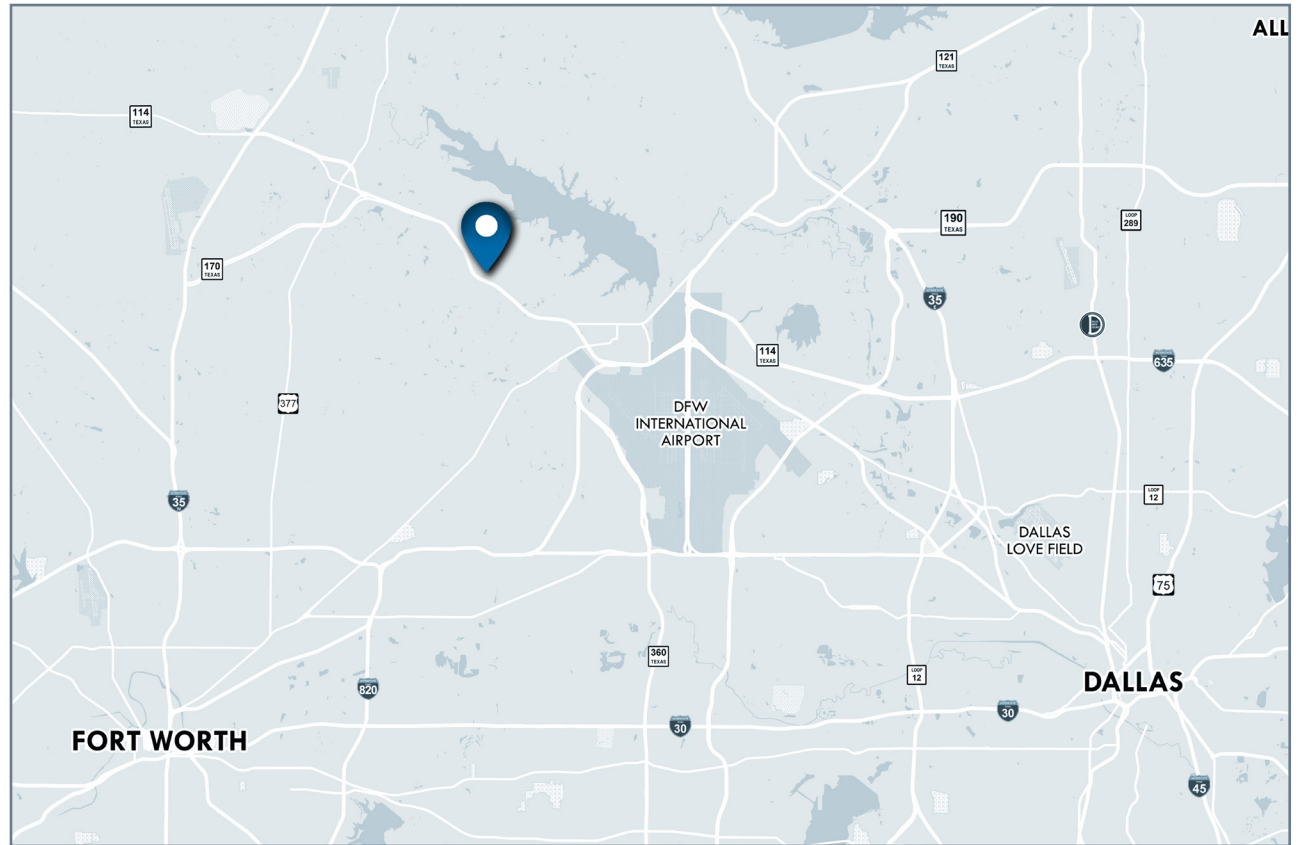 ALL
121
TEXAS
114
TEXAS
190
TEXAS
LOOP
289
170
TEXAS
35
114
TEXAS
635
377
DFW
INTERNATIONAL
AIRPORT
35
LOOP
12
DALLAS
LOVE FIELD
75
360
TEXAS
LOOP
12
820
DALLAS
30
30
FORT WORTH
45